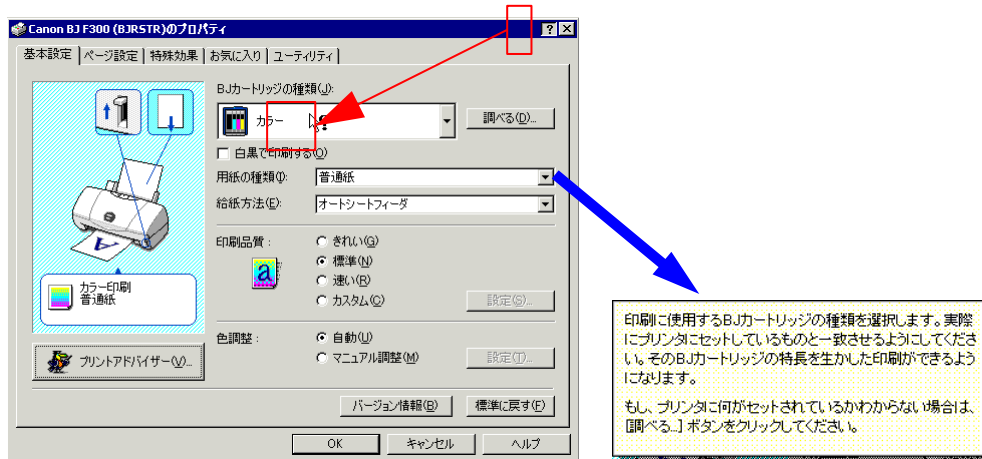 Canon BJ F300 (BJRSTR)のプロパティ
基本設定 ページ設定 特殊効果 お気に入り ユーティリティ
BJカートリッジの種類(J):
カラー
調べる(D)...
白黒で印刷する(O)
用紙の種類(I):
普通紙
給紙方法(E):
オートシートフィーダ
印刷品質 :
きれい(G)
標準(N)
速い(R)
カスタム(C)
設定(S)...
カラー印刷
普通紙
色調整 :
自動(U)
マニュアル調整(M)
設定(T)...
プリントアドバイザー(V)...
バージョン情報(B)
標準に戻す(F)
OK キャンセル ヘルプ
印刷に使用するBJカートリッジの種類を選択します。実際
にプリンタにセットしているものと一致させるようにしてくださ
い。そのBJカートリッジの特長を生かした印刷ができるよう
になります。
もし、プリンタに何がセットされているかわからない場合は、
[調べる...] ボタンをクリックしてください。